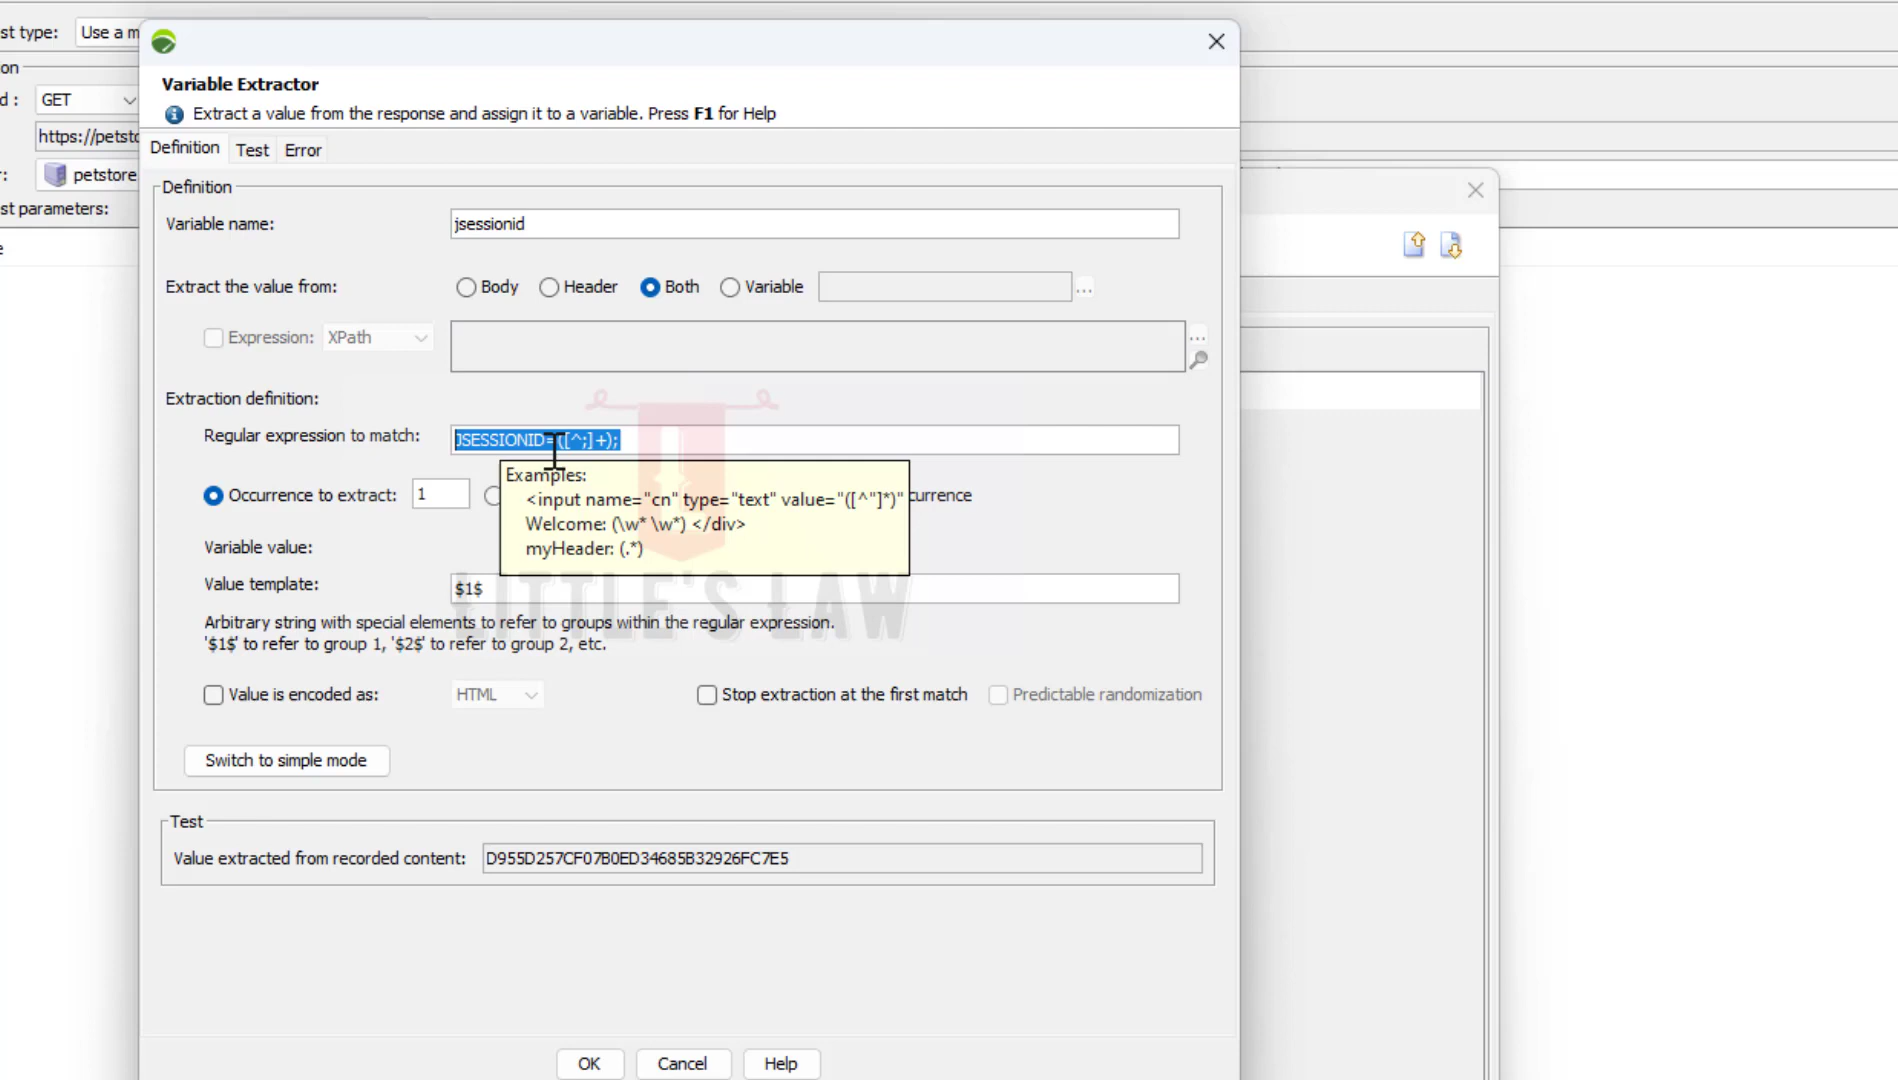 st type: Use a m
on
d : GET
https://petsto
r: petstore
st parameters:
e
Variable Extractor
Extract a value from the response and assign it to a variable. Press F1 for Help
Definition Test Error
Definition
Variable name: jsessionid
Extract the value from: Body Header Both Variable ...
Expression: XPath ...
Extraction definition:
Regular expression to match: JSESSIONID=([^;]+);
Examples:
<input name="cn" type="text" value="([^"]*)"
Welcome: (\w* \w*) </div>
myHeader: (.*)
Occurrence to extract: 1 currence
Variable value:
Value template: $1$
LITTLE'S LAW
Arbitrary string with special elements to refer to groups within the regular expression.
'$1$' to refer to group 1, '$2$' to refer to group 2, etc.
Value is encoded as: HTML Stop extraction at the first match Predictable randomization
Switch to simple mode
Test
Value extracted from recorded content: D955D257CF07B0ED34685B32926FC7E5
OK Cancel Help